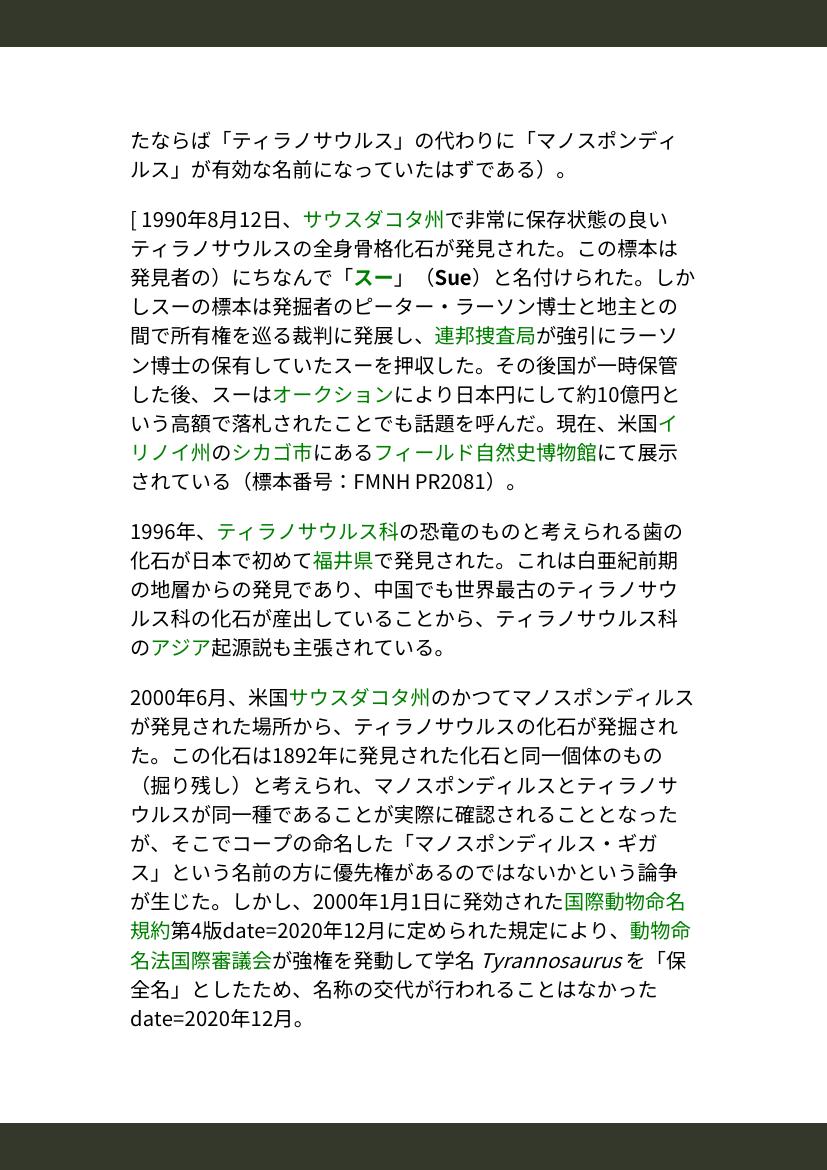 たならば「ティラノサウルス」の代わりに「マノスポンディ
ルス」が有効な名前になっていたはずである）。
[ 1990年8月12日、サウスダコタ州で非常に保存状態の良い
ティラノサウルスの全身骨格化石が発見された。この標本は
発見者の）にちなんで「スー」（Sue）と名付けられた。しか
しスーの標本は発掘者のピーター・ラーソン博士と地主との
間で所有権を巡る裁判に発展し、連邦捜査局が強引にラーソ
ン博士の保有していたスーを押収した。その後国が一時保管
した後、スーはオークションにより日本円にして約10億円と
いう高額で落札されたことでも話題を呼んだ。現在、米国イ
リノイ州のシカゴ市にあるフィールド自然史博物館にて展示
されている（標本番号：FMNH PR2081）。
1996年、ティラノサウルス科の恐竜のものと考えられる歯の
化石が日本で初めて福井県で発見された。これは白亜紀前期
の地層からの発見であり、中国でも世界最古のティラノサウ
ルス科の化石が産出していることから、ティラノサウルス科
のアジア起源説も主張されている。
2000年6月、米国サウスダコタ州のかつてマノスポンディルス
が発見された場所から、ティラノサウルスの化石が発掘され
た。この化石は1892年に発見された化石と同一個体のもの
（掘り残し）と考えられ、マノスポンディルスとティラノサ
ウルスが同一種であることが実際に確認されることとなった
が、そこでコープの命名した「マノスポンディルス・ギガ
ス」という名前の方に優先権があるのではないかという論争
が生じた。しかし、2000年1月1日に発効された国際動物命名
規約第4版date=2020年12月に定められた規定により、動物命
名法国際審議会が強権を発動して学名 Tyrannosaurus を「保
全名」としたため、名称の交代が行われることはなかった
date=2020年12月。